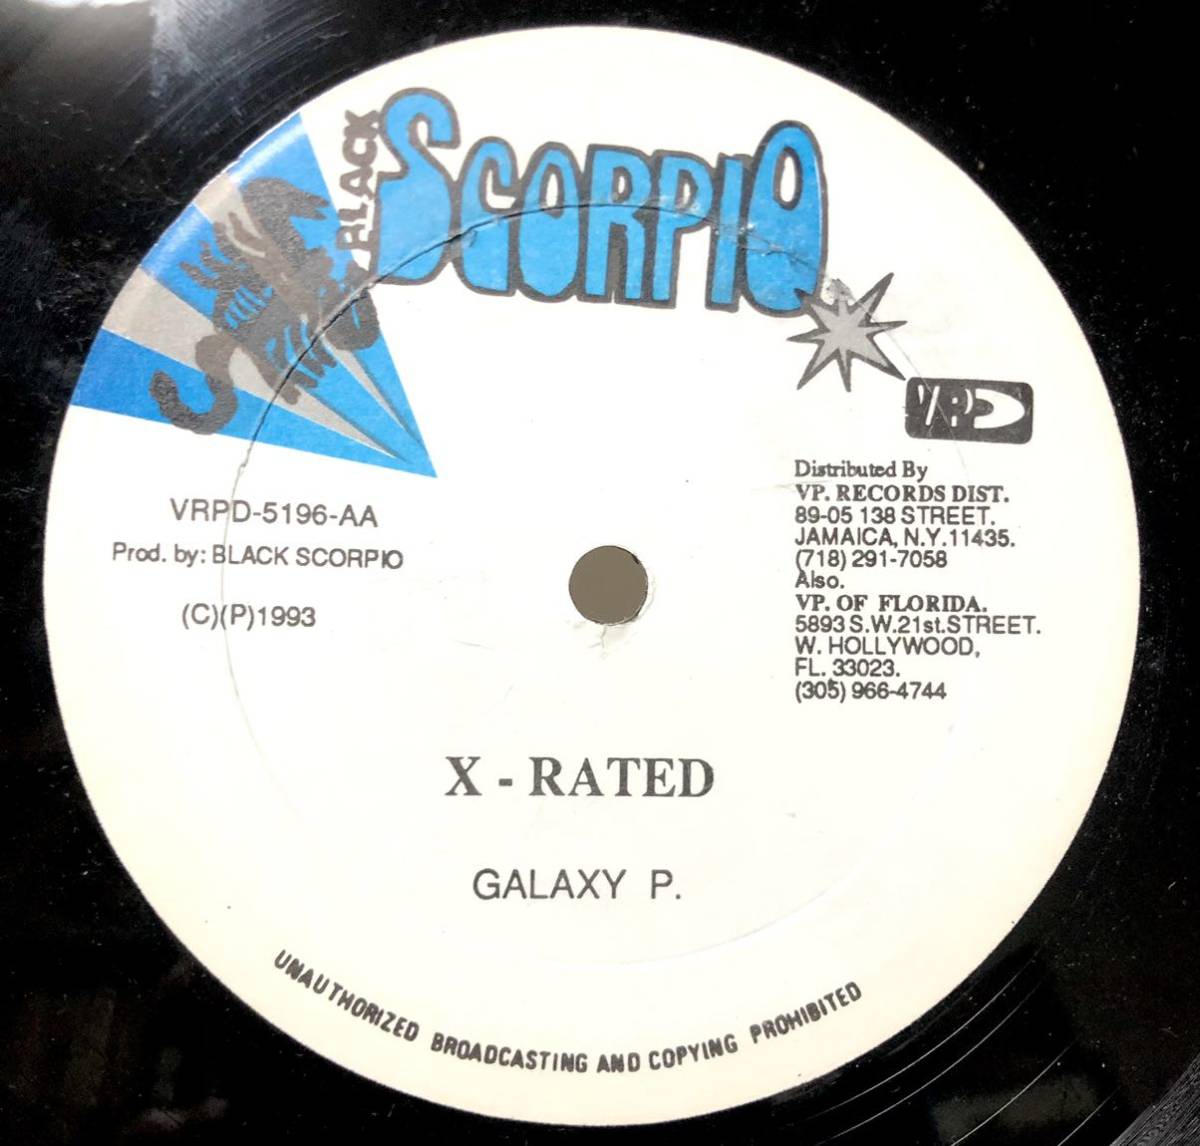 BLACK
SCORPIO
VPRD
VRPD-5196-AA
Prod. by: BLACK SCORPIO
(C)(P)1993
Distributed By
VP. RECORDS DIST.
89-05 138 STREET.
JAMAICA, N.Y.11435.
(718) 291-7058
Also.
VP. OF FLORIDA.
5893 S.W.21st.STREET.
W. HOLLYWOOD,
FL. 33023.
(305) 966-4744
X - RATED
GALAXY P.
UNAUTHORIZED BROADCASTING AND COPYING PROHIBITED